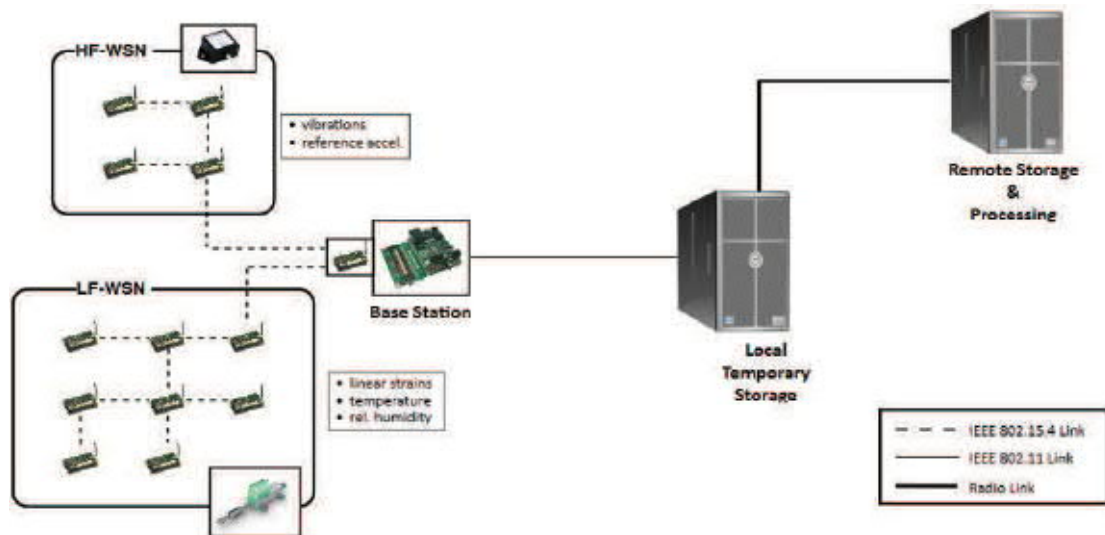 HF-WSN
• vibrations
• reference accel.
Remote Storage
&
Processing
LF-WSN
Base Station
• linear strains
• temperature
• rel. humidity
Local
Temporary
Storage
IEEE 802.15.4 Link
IEEE 802.11 Link
Radio Link